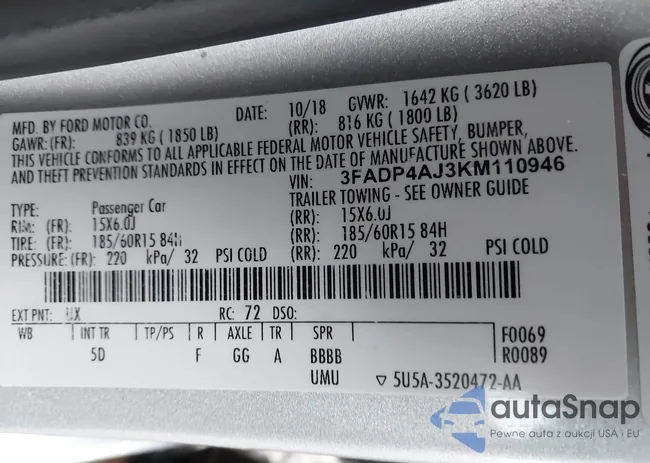 MFD. BY FORD MOTOR CO.
DATE: 10/18 GVWR: 1642 KG ( 3620 LB)
GAWR: (FR): 839 KG ( 1850 LB) (RR): 816 KG ( 1800 LB)
THIS VEHICLE CONFORMS TO ALL APPLICABLE FEDERAL MOTOR VEHICLE SAFETY, BUMPER,
AND THEFT PREVENTION STANDARDS IN EFFECT ON THE DATE OF MANUFACTURE SHOWN ABOVE.
VIN: 3FADP4AJ3KM110946
TYPE: Passenger Car TRAILER TOWING - SEE OWNER GUIDE
RIM: (FR): 15X6.0J (RR): 15X6.0J
TIRE: (FR): 185/60R15 84H (RR): 185/60R15 84H
PRESSURE: (FR): 220 kPa/ 32 PSI COLD (RR): 220 kPa/ 32 PSI COLD
EXT PNT: UX RC: 72 DSO:
WB INT TR TP/PS R AXLE TR SPR F0069
5D F GG A BBBB R0089
UMU ▽ 5U5A-3520472-AA
autaSnap
Pewne auta z aukcji USA i EU